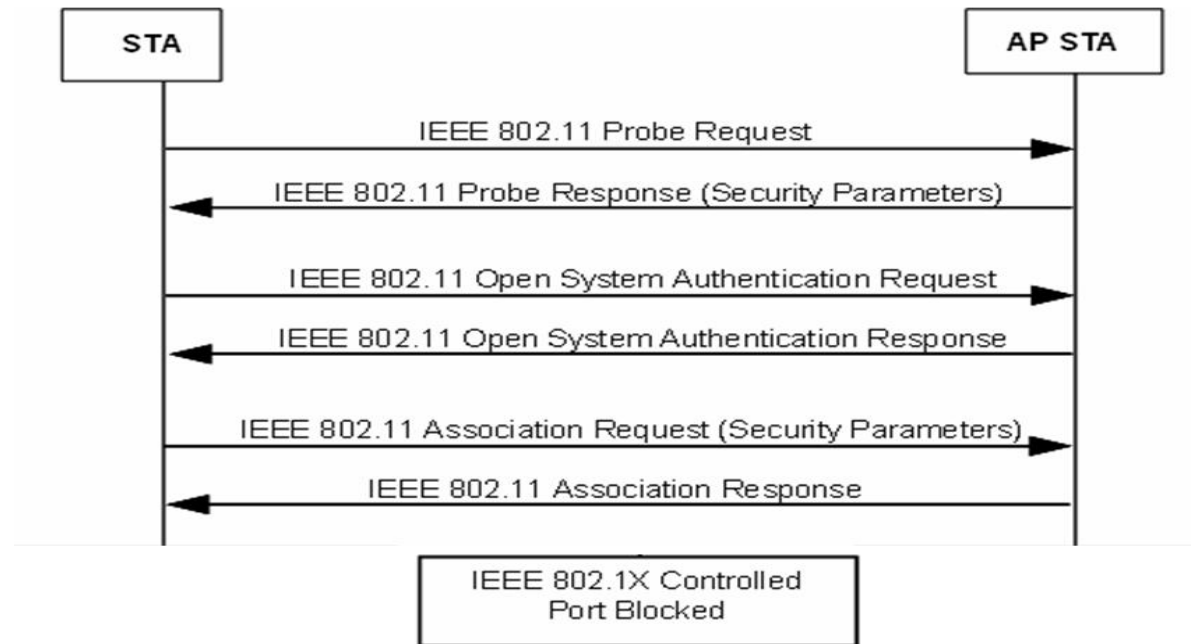 STA
AP STA
IEEE 802.11 Probe Request
IEEE 802.11 Probe Response (Security Parameters)
IEEE 802.11 Open System Authentication Request
IEEE 802.11 Open System Authentication Response
IEEE 802.11 Association Request (Security Parameters)
IEEE 802.11 Association Response
IEEE 802.1X Controlled
Port Blocked